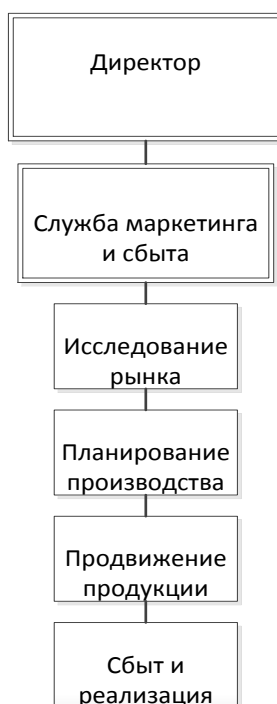 Директор
Служба маркетинга
и сбыта
Исследование
рынка
Планирование
производства
Продвижение
продукции
Сбыт и
реализация